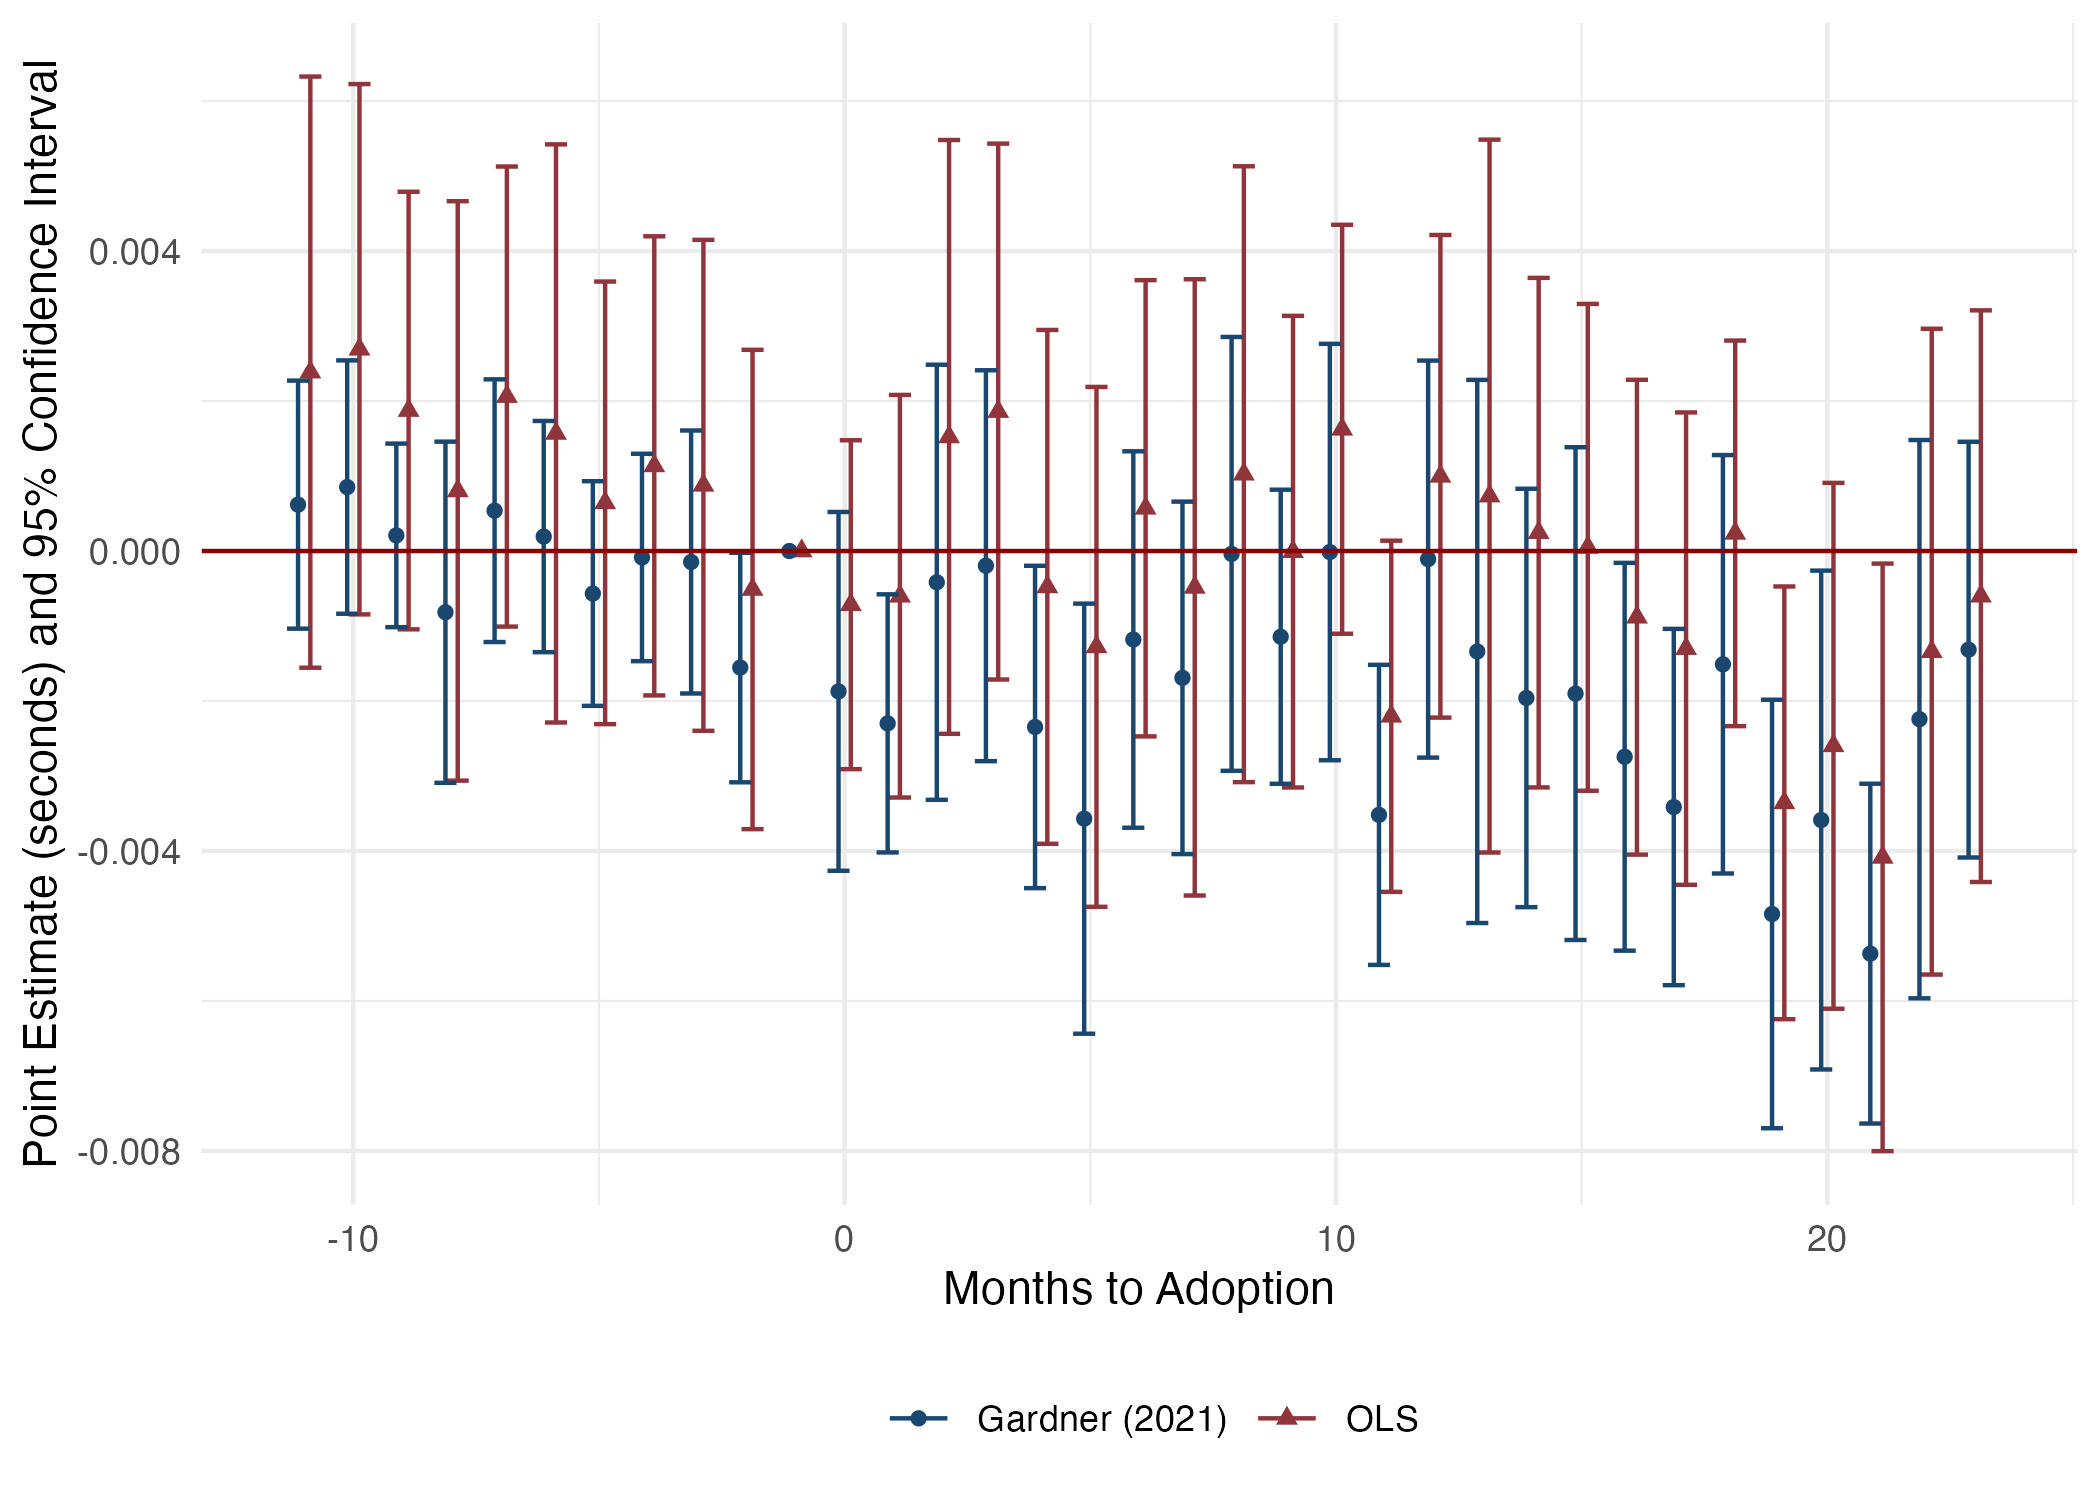 Point Estimate (seconds) and 95% Confidence Interval
0.004
0.000
-0.004
-0.008
-10 0 10 20
Months to Adoption
Gardner (2021) OLS